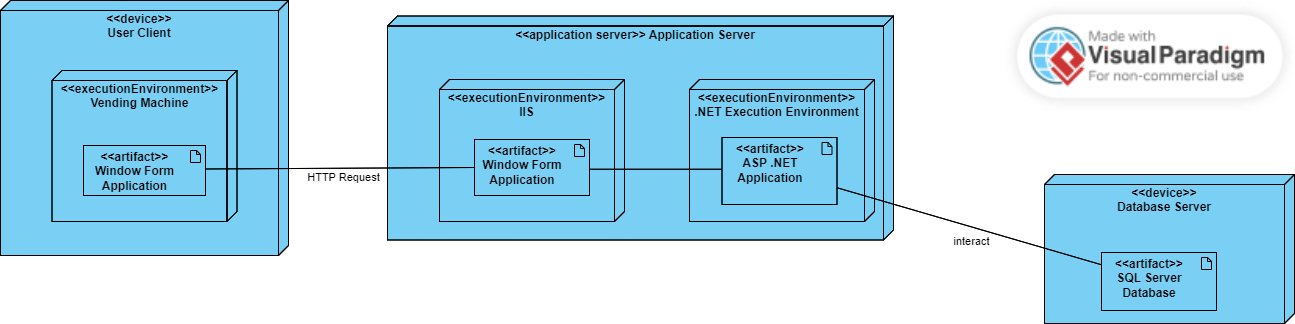 <<device>>
User Client
<<executionEnvironment>>
Vending Machine
<<artifact>>
Window Form
Application
HTTP Request
<<application server>> Application Server
<<executionEnvironment>>
IIS
<<artifact>>
Window Form
Application
<<executionEnvironment>>
.NET Execution Environment
<<artifact>>
ASP .NET
Application
interact
<<device>>
Database Server
<<artifact>>
SQL Server
Database
Made with
Visual Paradigm
For non-commercial use